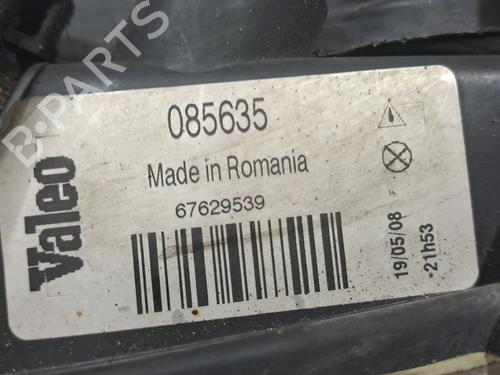 Valeo
085635
Made in Romania
67629539
19/05/08 F
-21h53
B-PARTS